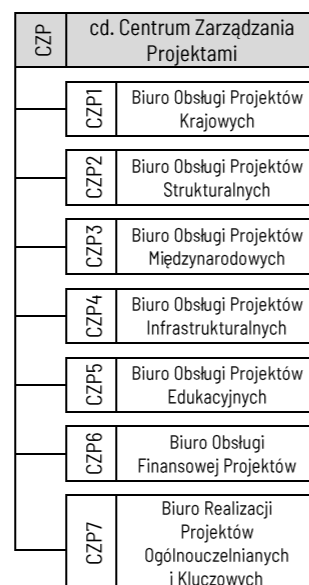 CZP
cd. Centrum Zarządzania
Projektami
CZP1
Biuro Obsługi Projektów
Krajowych
CZP2
Biuro Obsługi Projektów
Strukturalnych
CZP3
Biuro Obsługi Projektów
Międzynarodowych
CZP4
Biuro Obsługi Projektów
Infrastrukturalnych
CZP5
Biuro Obsługi Projektów
Edukacyjnych
CZP6
Biuro Obsługi
Finansowej Projektów
CZP7
Biuro Realizacji
Projektów
Ogólnouczelnianych
i Kluczowych